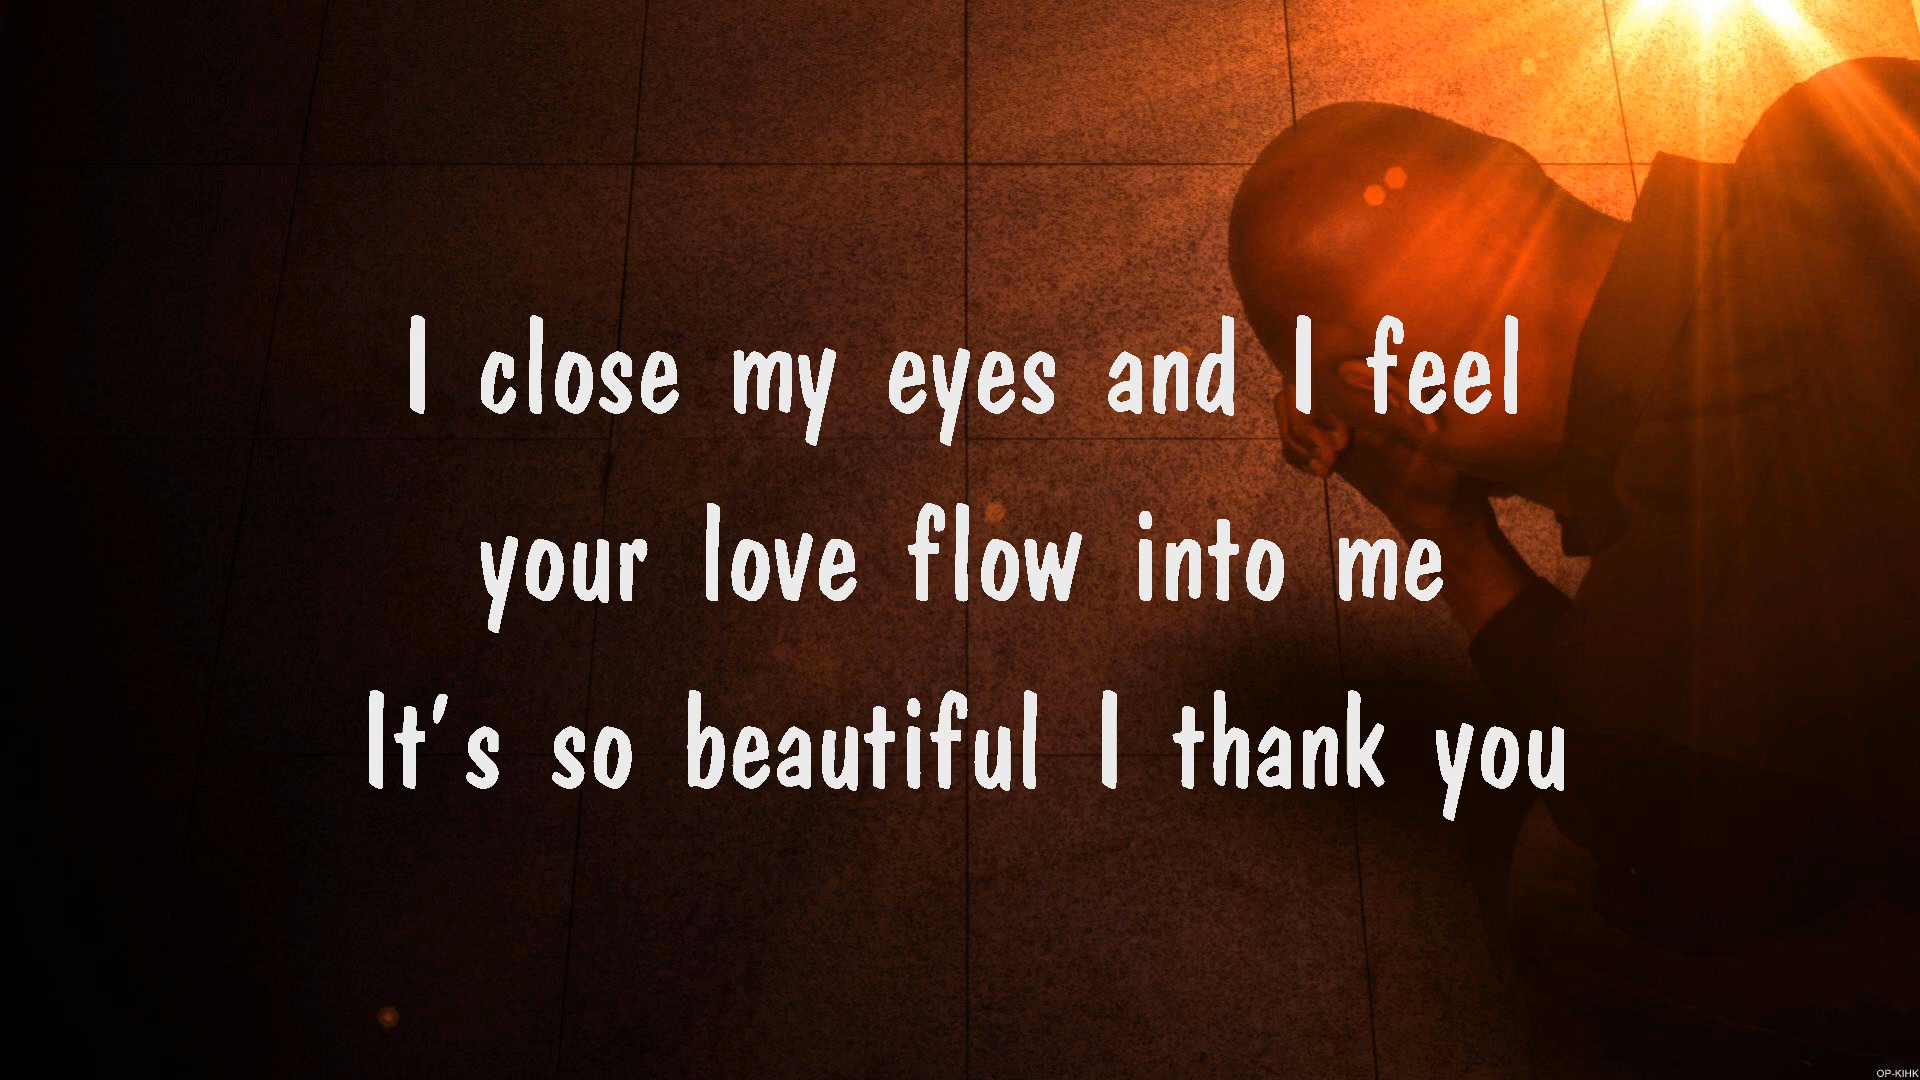 I close my eyes and I feel
your love flow into me
It's so beautiful I thank you
OP-KIHK